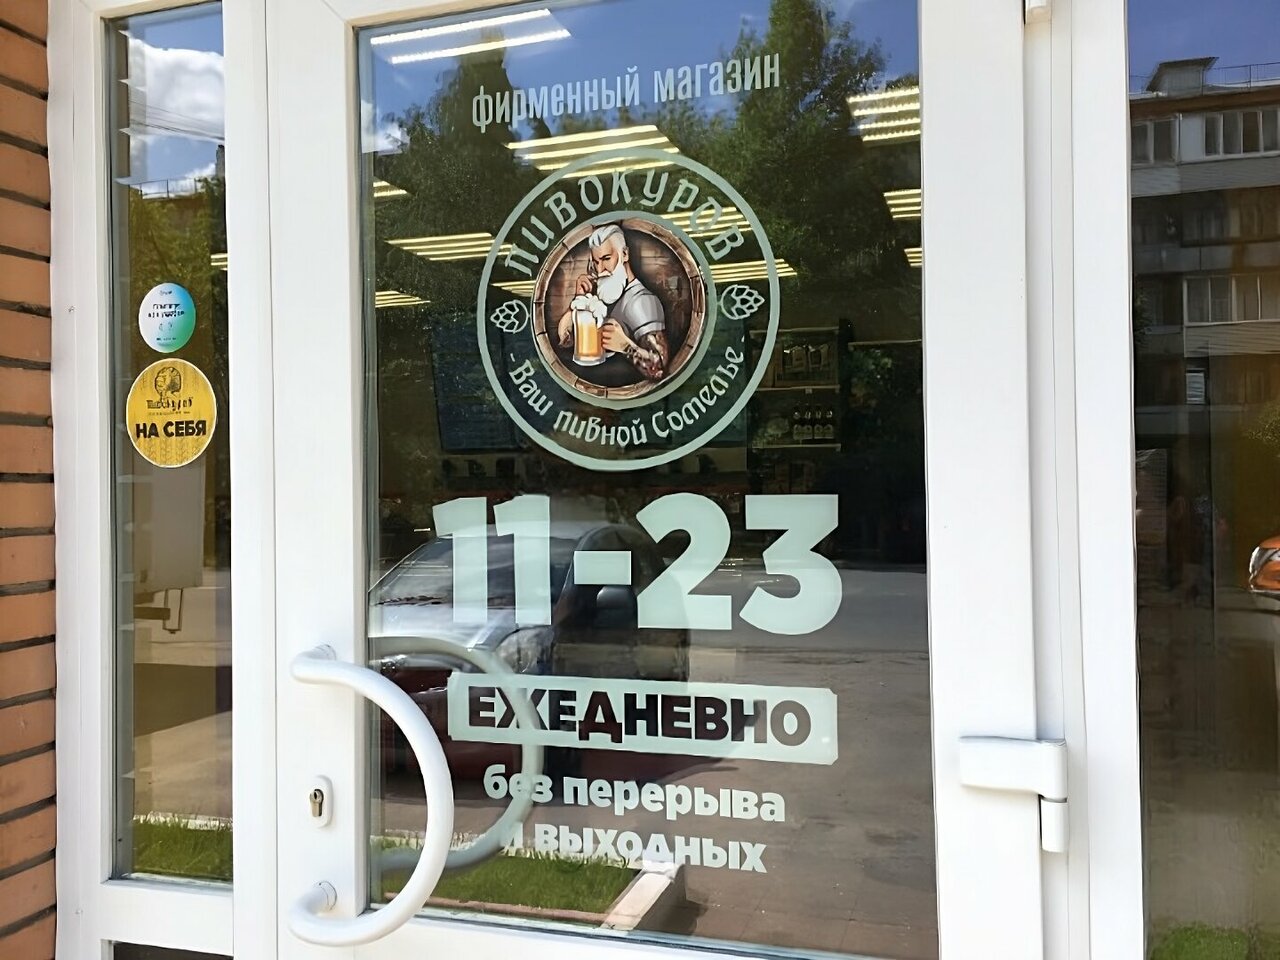 фирменный магазин
ПИВОКУРОВ
- Ваш пивной Сомелье -
11-23
ЕЖЕДНЕВНО
без перерыва
и выходных
НА СЕБЯ